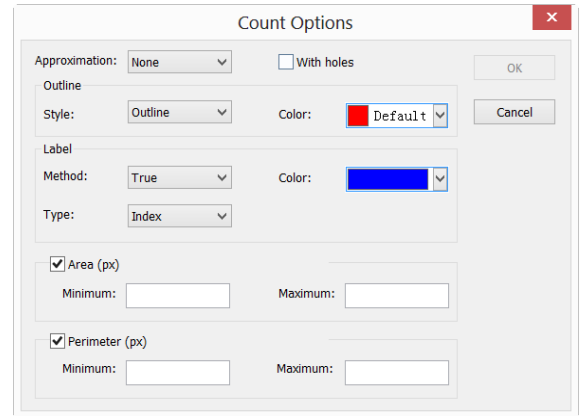 Count Options
Approximation: None With holes OK
Outline
Style: Outline Color: Default Cancel
Label
Method: True Color:
Type: Index
Area (px)
Minimum: Maximum:
Perimeter (px)
Minimum: Maximum: